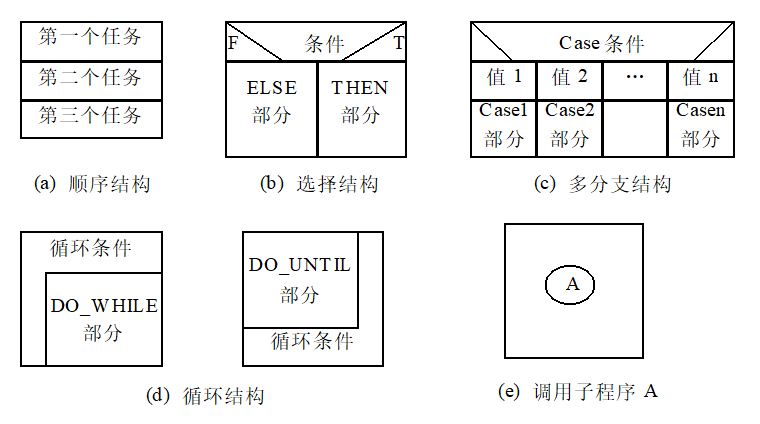 第一个任务
第二个任务
第三个任务
(a) 顺序结构
F 条件 T
ELSE
部分
THEN
部分
(b) 选择结构
Case 条件
值 1 值 2 … 值 n
Case1
部分
Case2
部分
Casen
部分
(c) 多分支结构
循环条件
DO_WHILE
部分
DO_UNTIL
部分
循环条件
(d) 循环结构
A
(e) 调用子程序 A